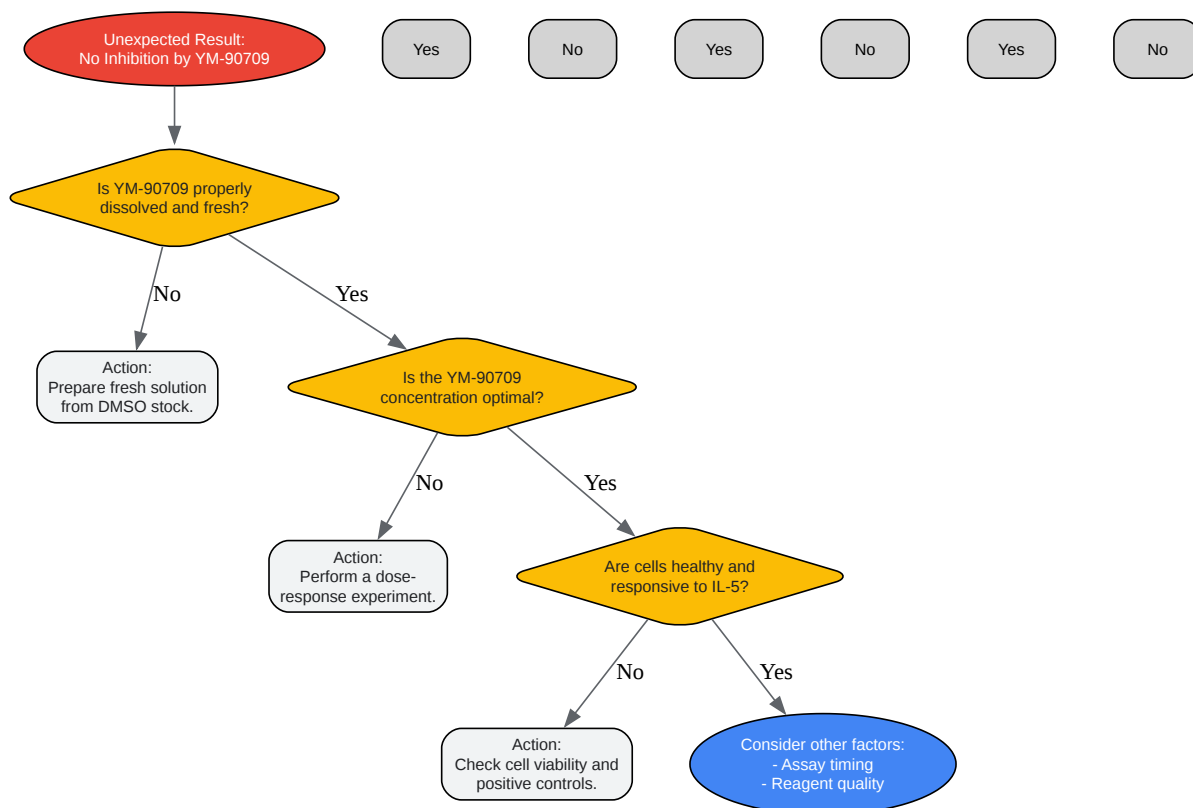 Unexpected Result:
No Inhibition by YM-90709
Yes
No
Yes
No
Yes
No
Is YM-90709 properly
dissolved and fresh?
No
Yes
Action:
Prepare fresh solution
from DMSO stock.
Is the YM-90709
concentration optimal?
No
Yes
Action:
Perform a dose-
response experiment.
Are cells healthy and
responsive to IL-5?
No
Yes
Action:
Check cell viability and
positive controls.
Consider other factors:
- Assay timing
- Reagent quality